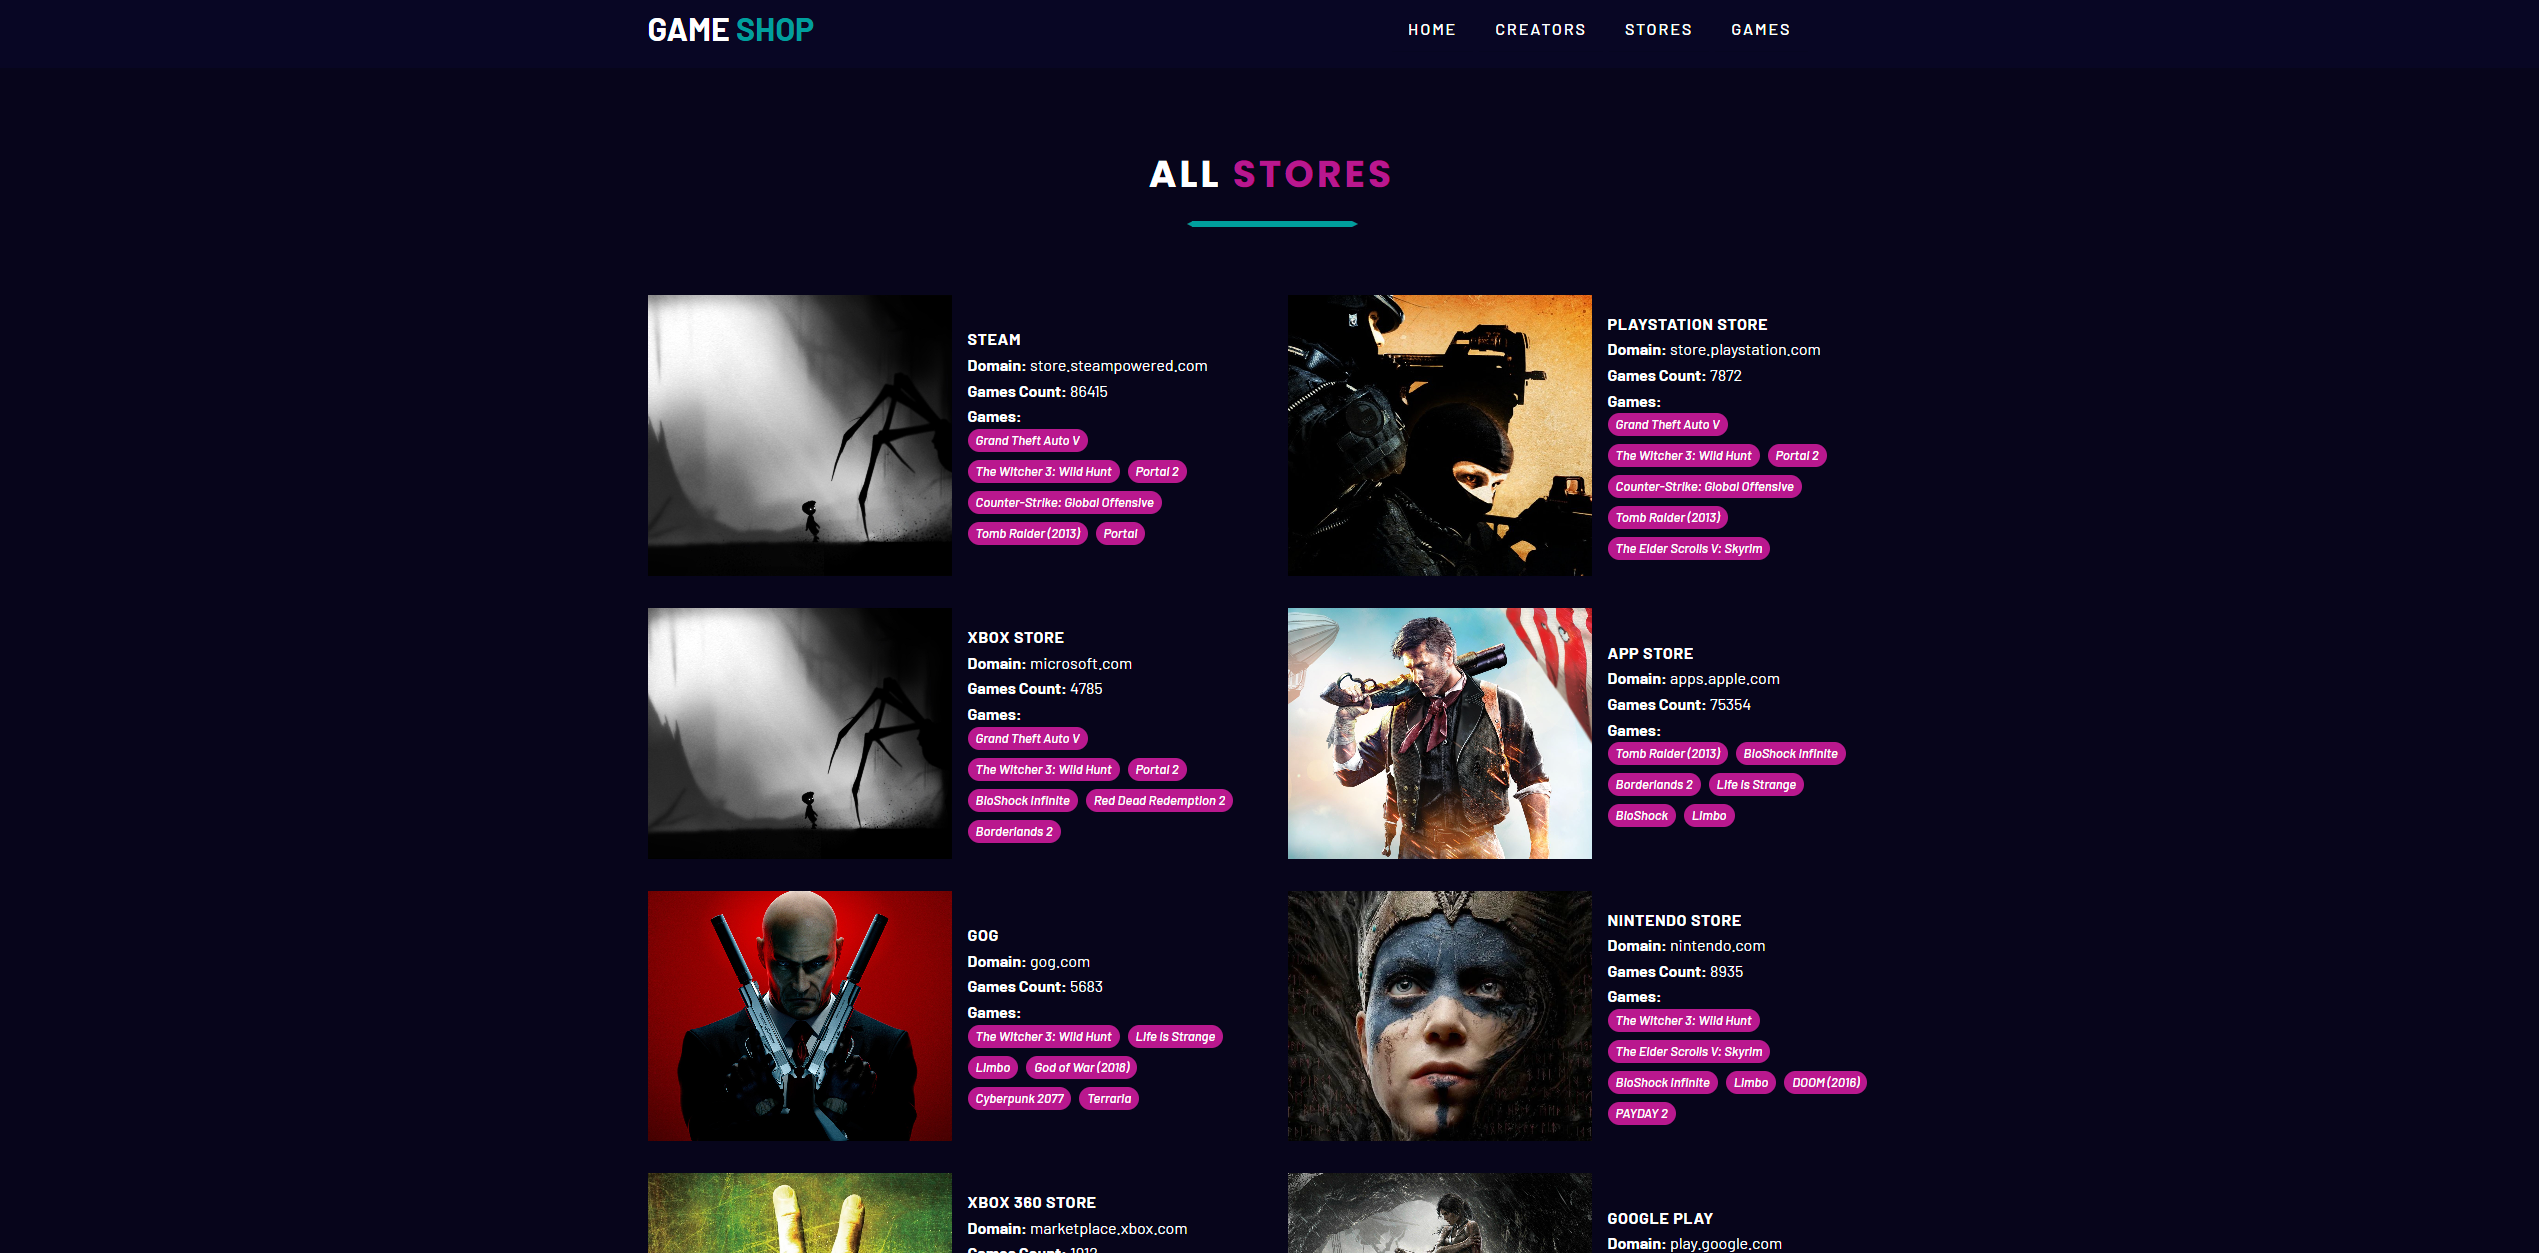 GAME SHOP
HOME CREATORS STORES GAMES
ALL STORES
STEAM
Domain: store.steampowered.com
Games Count: 86415
Games:
Grand Theft Auto V
The Witcher 3: Wild Hunt Portal 2
Counter-Strike: Global Offensive
Tomb Raider (2013) Portal
PLAYSTATION STORE
Domain: store.playstation.com
Games Count: 7872
Games:
Grand Theft Auto V
The Witcher 3: Wild Hunt Portal 2
Counter-Strike: Global Offensive
Tomb Raider (2013)
The Elder Scrolls V: Skyrim
XBOX STORE
Domain: microsoft.com
Games Count: 4785
Games:
Grand Theft Auto V
The Witcher 3: Wild Hunt Portal 2
BioShock Infinite Red Dead Redemption 2
Borderlands 2
APP STORE
Domain: apps.apple.com
Games Count: 75354
Games:
Tomb Raider (2013) BioShock Infinite
Borderlands 2 Life is Strange
BioShock Limbo
GOG
Domain: gog.com
Games Count: 5683
Games:
The Witcher 3: Wild Hunt Life is Strange
Limbo God of War (2018)
Cyberpunk 2077 Terraria
NINTENDO STORE
Domain: nintendo.com
Games Count: 8935
Games:
The Witcher 3: Wild Hunt
The Elder Scrolls V: Skyrim
BioShock Infinite Limbo DOOM (2016)
PAYDAY 2
XBOX 360 STORE
Domain: marketplace.xbox.com
Games Count: 1912
GOOGLE PLAY
Domain: play.google.com